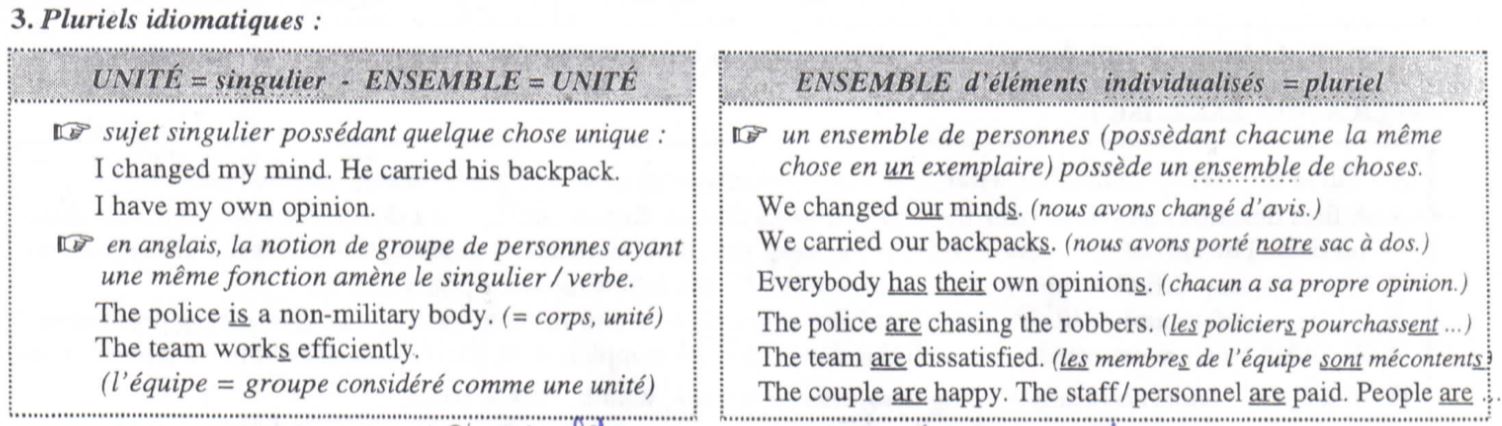 3. Pluriels idiomatiques :
UNITÉ = singulier - ENSEMBLE = UNITÉ
☞ sujet singulier possédant quelque chose unique :
I changed my mind. He carried his backpack.
I have my own opinion.
☞ en anglais, la notion de groupe de personnes ayant
une même fonction amène le singulier / verbe.
The police is a non-military body. (= corps, unité)
The team works efficiently.
(l'équipe = groupe considéré comme une unité)
ENSEMBLE d'éléments individualisés = pluriel
☞ un ensemble de personnes (possèdant chacune la même
chose en un exemplaire) possède un ensemble de choses.
We changed our minds. (nous avons changé d'avis.)
We carried our backpacks. (nous avons porté notre sac à dos.)
Everybody has their own opinions. (chacun a sa propre opinion.)
The police are chasing the robbers. (les policiers pourchassent ...)
The team are dissatisfied. (les membres de l'équipe sont mécontents)
The couple are happy. The staff/personnel are paid. People are ...